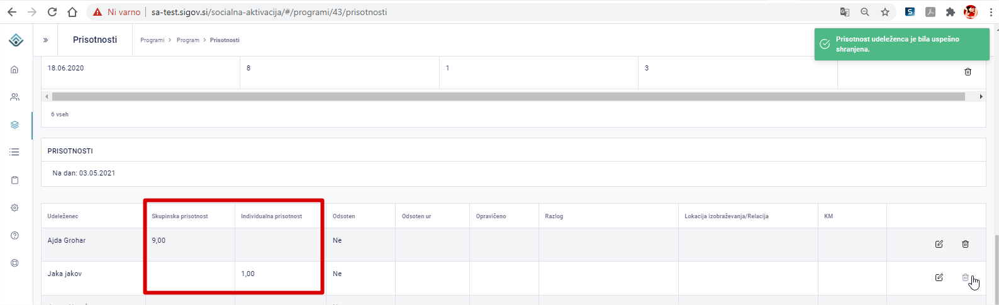 Ni varno
sa-test.sigov.si/socialna-aktivacija/#/programi/43/prisotnosti
Prisotnosti
Programi > Program > Prisotnosti
Prisotnost udeleženca je bila uspešno
shranjena.
18.06.2020 8 1 3
6 vseh
PRISOTNOSTI
Na dan: 03.05.2021
Udeleženec Skupinska prisotnost Individualna prisotnost Odsoten Odsoten ur Opravičeno Razlog Lokacija izobraževanja/Relacija KM
Ajda Grohar 9,00 Ne
Jaka jakov 1,00 Ne